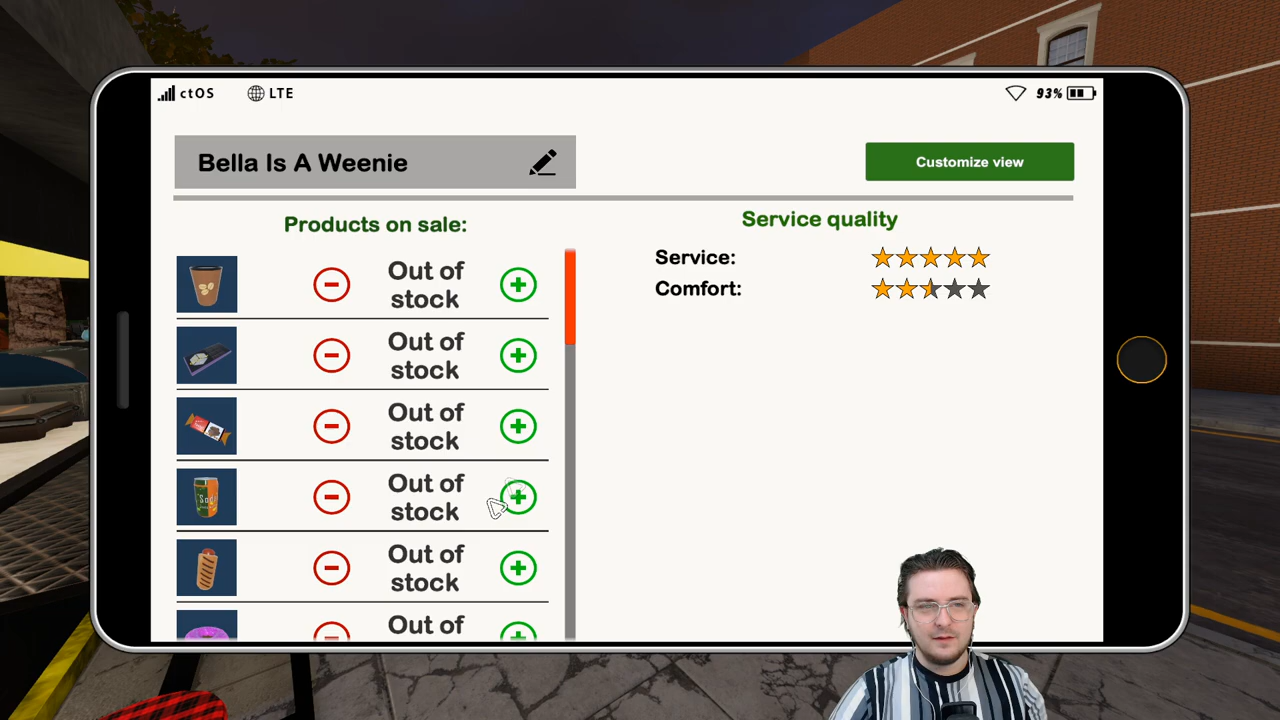 ctOS LTE 93%
Bella Is A Weenie
Customize view
Products on sale:
Service quality
Service:
Comfort:
Out of
stock
Out of
stock
Out of
stock
Out of
stock
Out of
stock
Out of